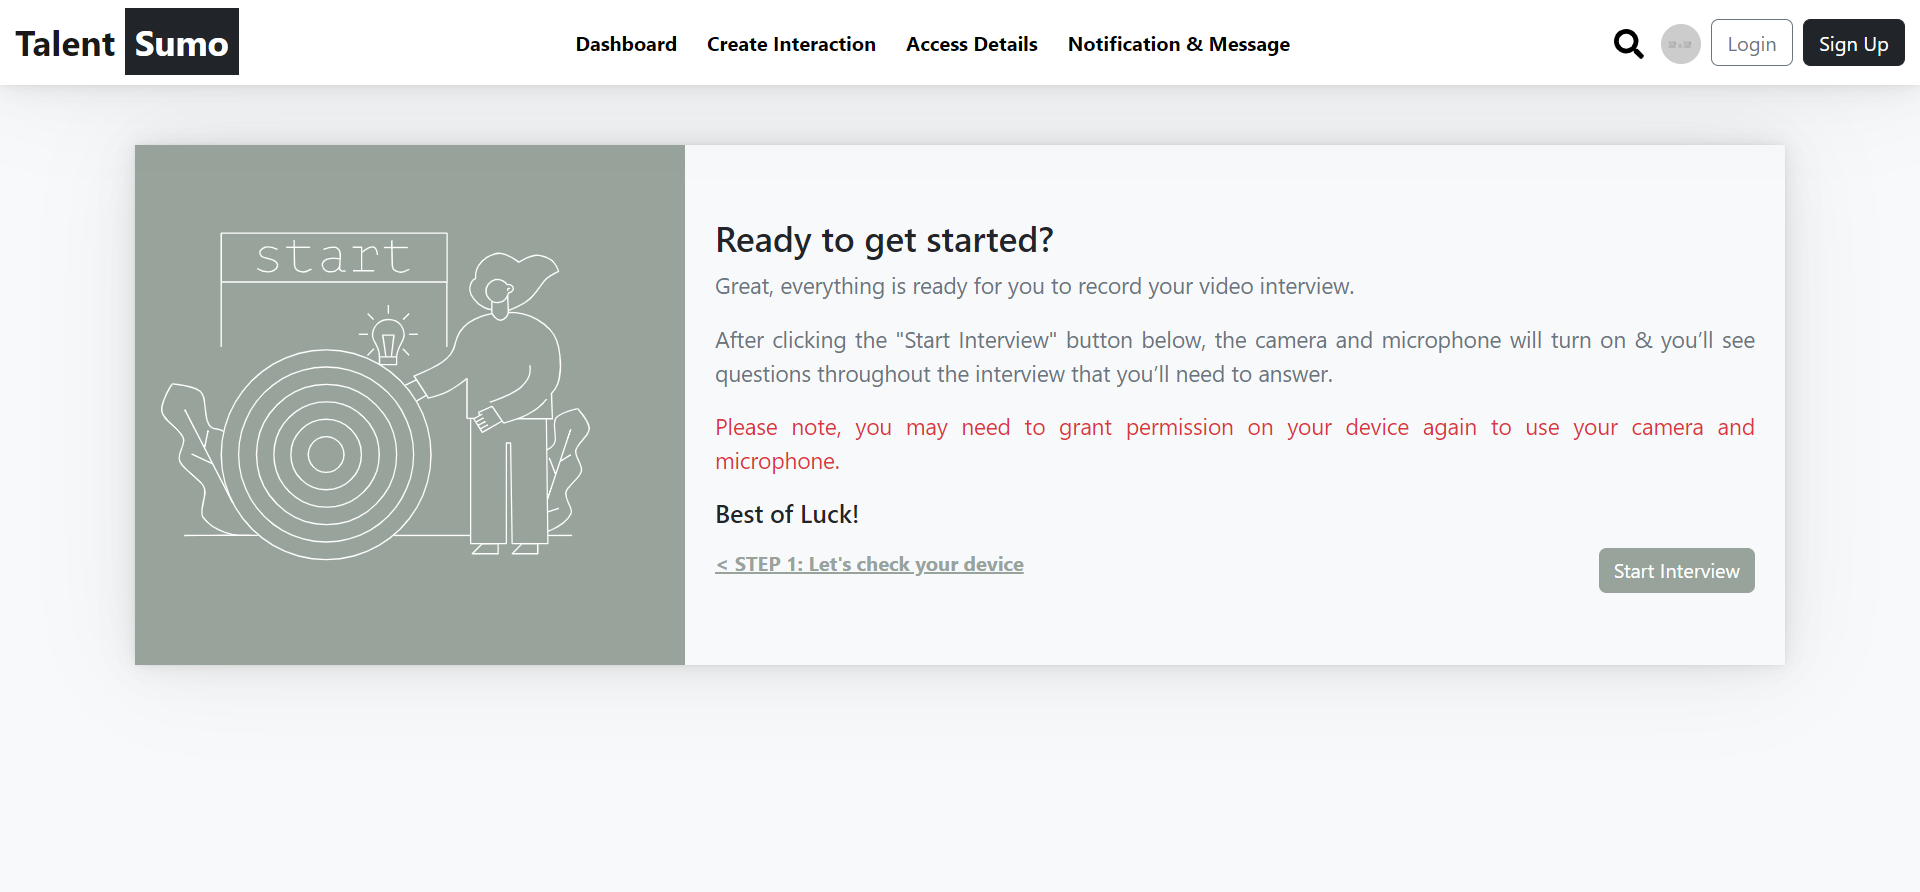 Talent Sumo
Dashboard
Create Interaction
Access Details
Notification & Message
Login
Sign Up
start
Ready to get started?
Great, everything is ready for you to record your video interview.
After clicking the "Start Interview" button below, the camera and microphone will turn on & you’ll see
questions throughout the interview that you’ll need to answer.
Please note, you may need to grant permission on your device again to use your camera and
microphone.
Best of Luck!
< STEP 1: Let's check your device
Start Interview